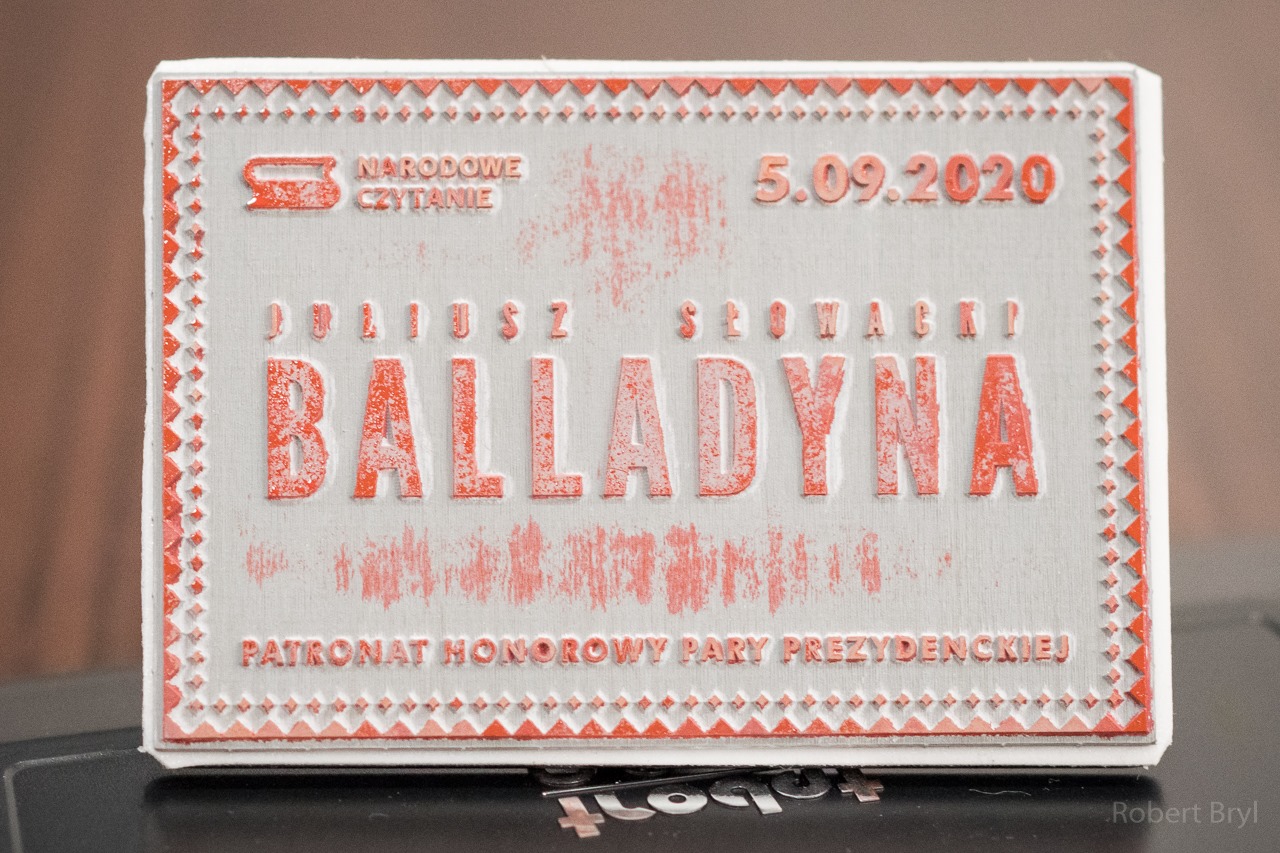 NARODOWE
CZYTANIE
5.09.2020
JULIUSZ SŁOWACKI
BALLADYNA
PATRONAT HONOROWY PARY PREZYDENCKIEJ
Robert Bryl